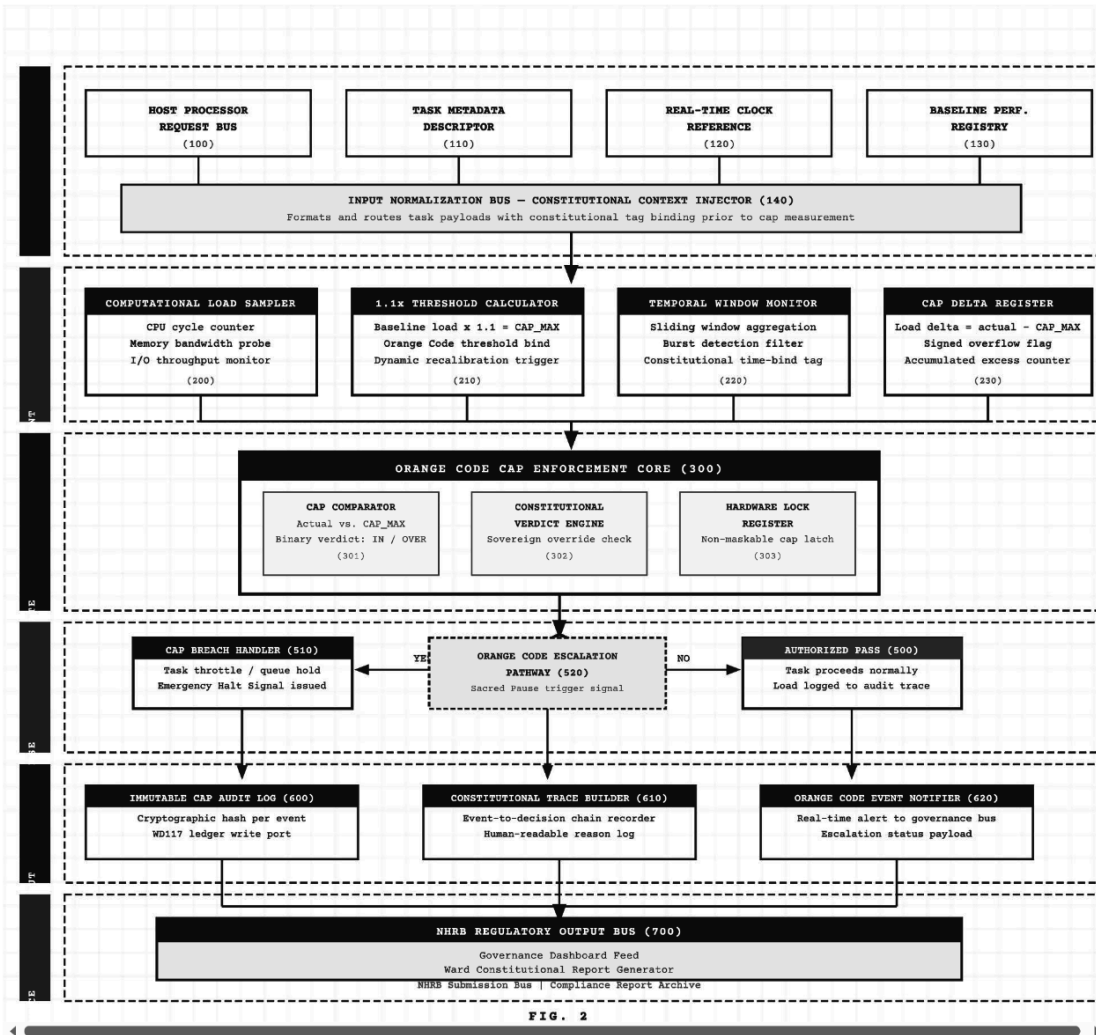 HOST PROCESSOR
REQUEST BUS
(100)
TASK METADATA
DESCRIPTOR
(110)
REAL-TIME CLOCK
REFERENCE
(120)
BASELINE PERF.
REGISTRY
(130)
INPUT NORMALIZATION BUS — CONSTITUTIONAL CONTEXT INJECTOR (140)
Formats and routes task payloads with constitutional tag binding prior to cap measurement
COMPUTATIONAL LOAD SAMPLER
CPU cycle counter
Memory bandwidth probe
I/O throughput monitor
(200)
1.1x THRESHOLD CALCULATOR
Baseline load x 1.1 = CAP_MAX
Orange Code threshold bind
Dynamic recalibration trigger
(210)
TEMPORAL WINDOW MONITOR
Sliding window aggregation
Burst detection filter
Constitutional time-bind tag
(220)
CAP DELTA REGISTER
Load delta = actual - CAP_MAX
Signed overflow flag
Accumulated excess counter
(230)
NT
ORANGE CODE CAP ENFORCEMENT CORE (300)
CAP COMPARATOR
Actual vs. CAP_MAX
Binary verdict: IN / OVER
(301)
CONSTITUTIONAL
VERDICT ENGINE
Sovereign override check
(302)
HARDWARE LOCK
REGISTER
Non-maskable cap latch
(303)
TE
CAP BREACH HANDLER (510)
Task throttle / queue hold
Emergency Halt Signal issued
YE
ORANGE CODE ESCALATION
PATHWAY (520)
Sacred Pause trigger signal
NO
AUTHORIZED PASS (500)
Task proceeds normally
Load logged to audit trace
SE
IMMUTABLE CAP AUDIT LOG (600)
Cryptographic hash per event
WD117 ledger write port
CONSTITUTIONAL TRACE BUILDER (610)
Event-to-decision chain recorder
Human-readable reason log
ORANGE CODE EVENT NOTIFIER (620)
Real-time alert to governance bus
Escalation status payload
UT
NHRB REGULATORY OUTPUT BUS (700)
Governance Dashboard Feed
Ward Constitutional Report Generator
NHRB Submission Bus | Compliance Report Archive
CE
FIG. 2